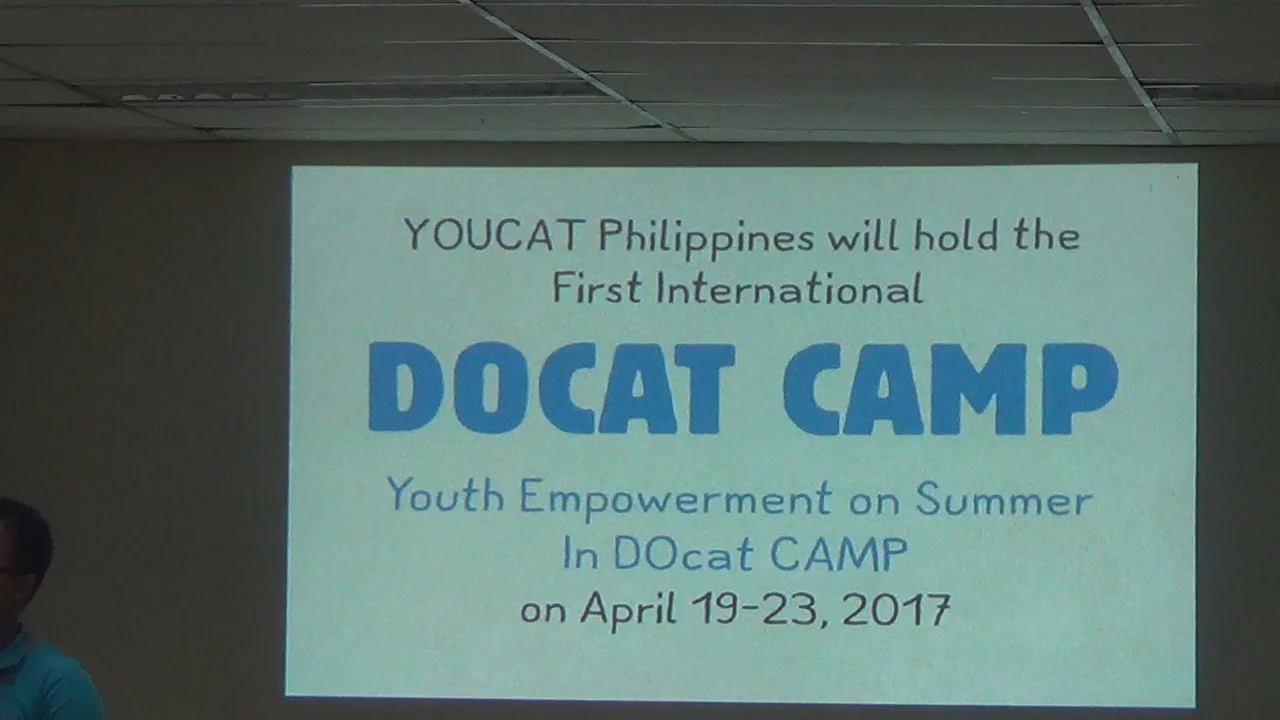 YOUCAT Philippines will hold the
First International
DOCAT CAMP
Youth Empowerment on Summer
In DOcat CAMP
on April 19-23, 2017